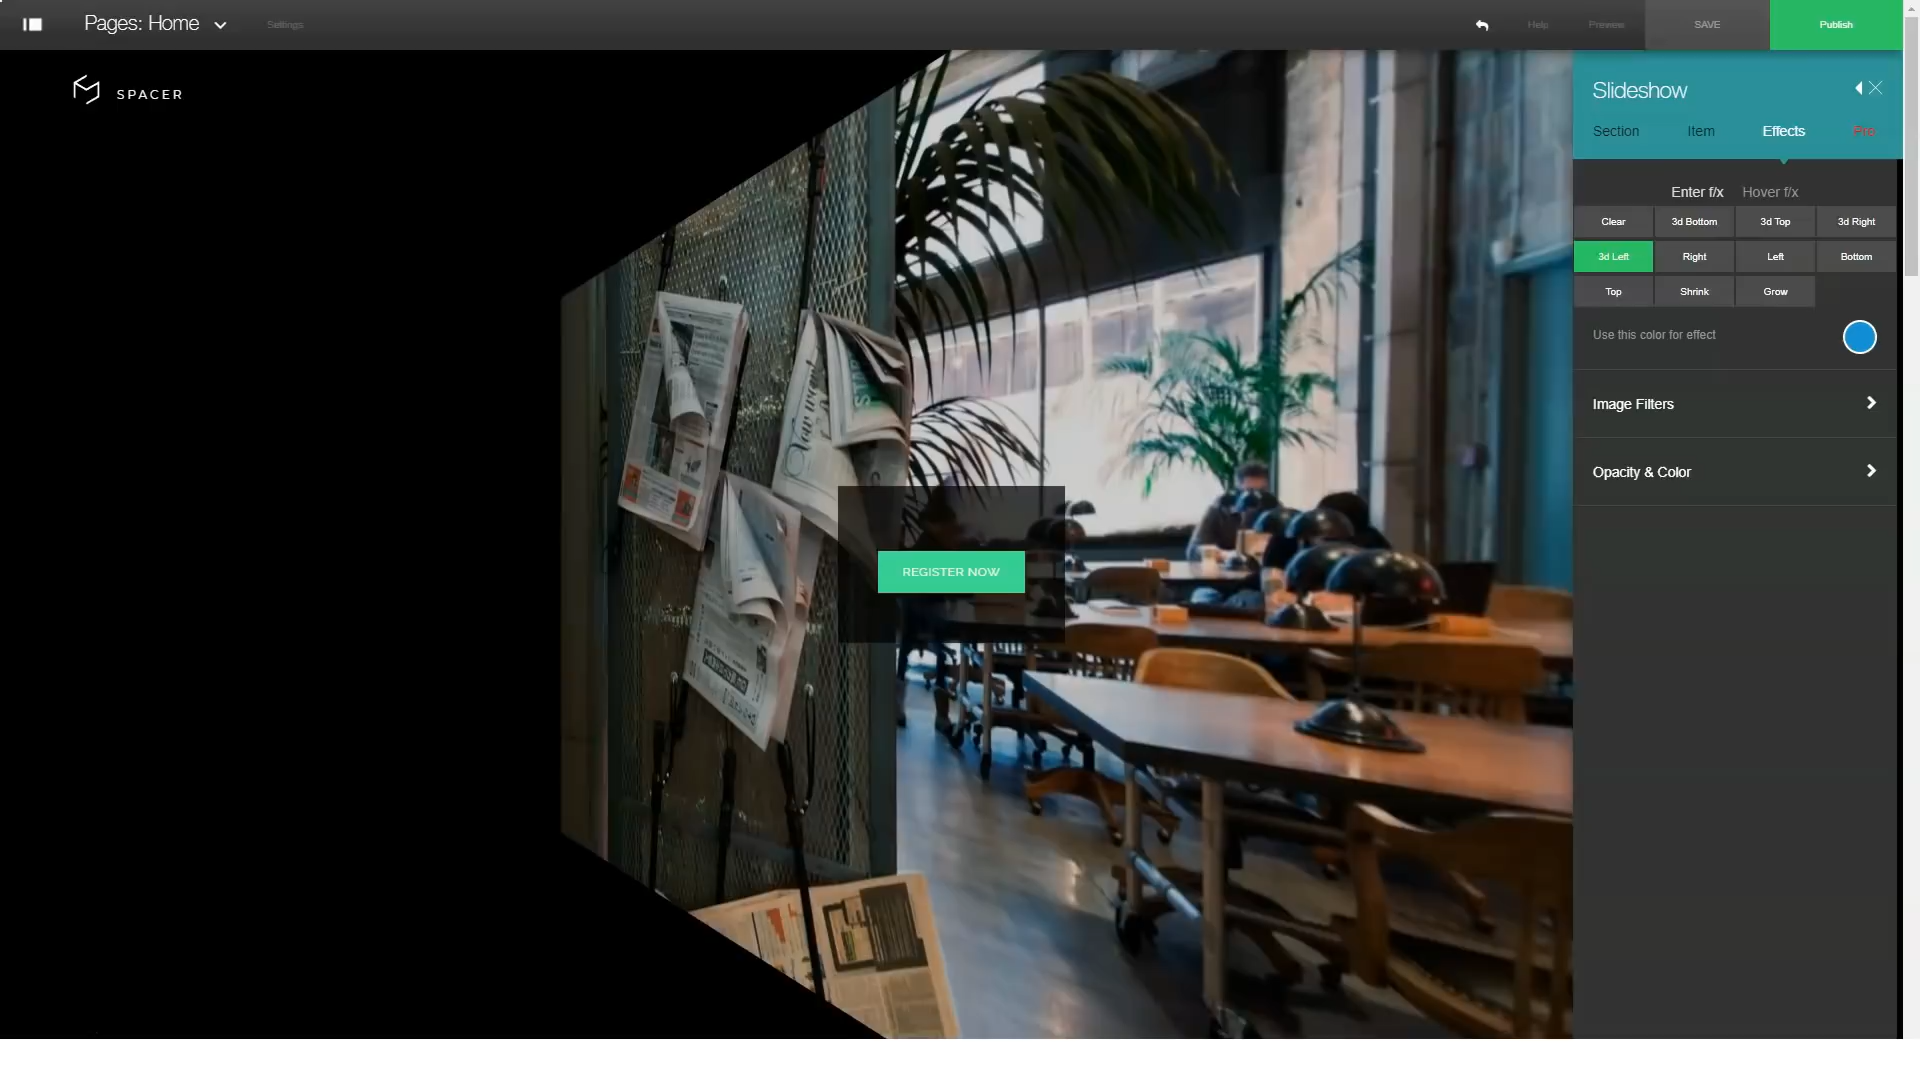 Pages: Home
Settings
Help
Preview
SAVE
Publish
SPACER
Slideshow
Section
Item
Effects
Pro
Enter f/x
Hover f/x
Clear
3d Bottom
3d Top
3d Right
3d Left
Right
Left
Bottom
Top
Shrink
Grow
Use this color for effect
Image Filters
Opacity & Color
REGISTER NOW